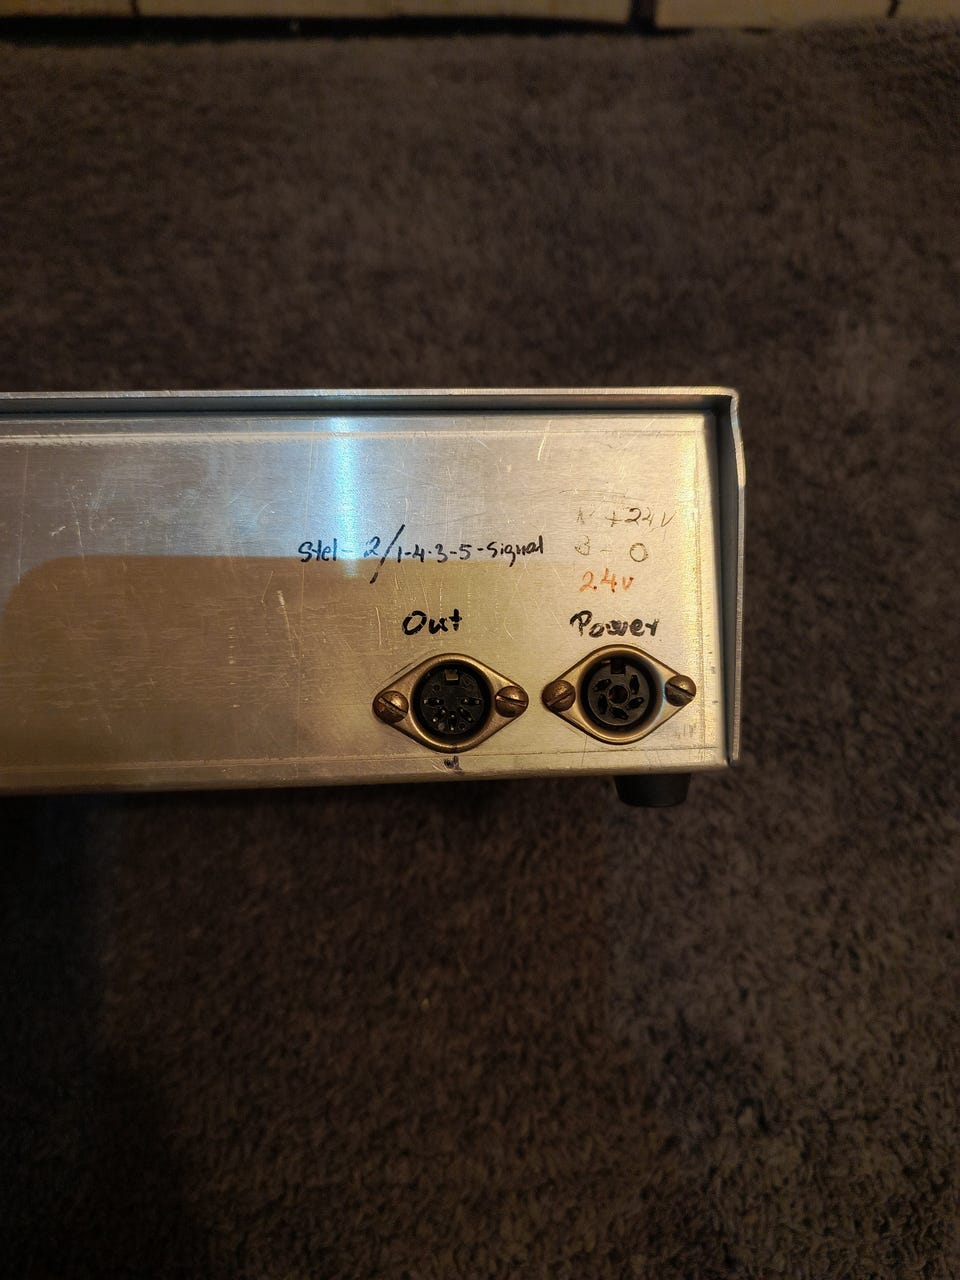 +24V
3 - 0
Stel - 2/1-4-3-5-Signal
24v
Out
Power